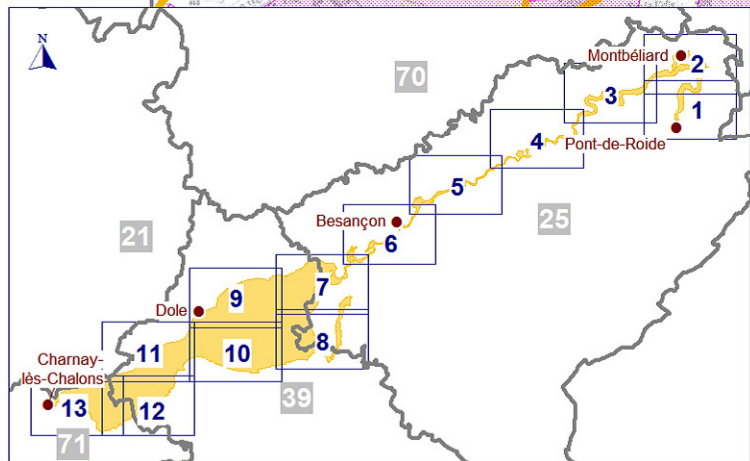 N
Montbéliard
2
70
3
1
4
Pont-de-Roide
5
Besançon
25
21
6
7
9
Dole
8
11
10
Charnay-
lès-Chalons
39
13
12
71